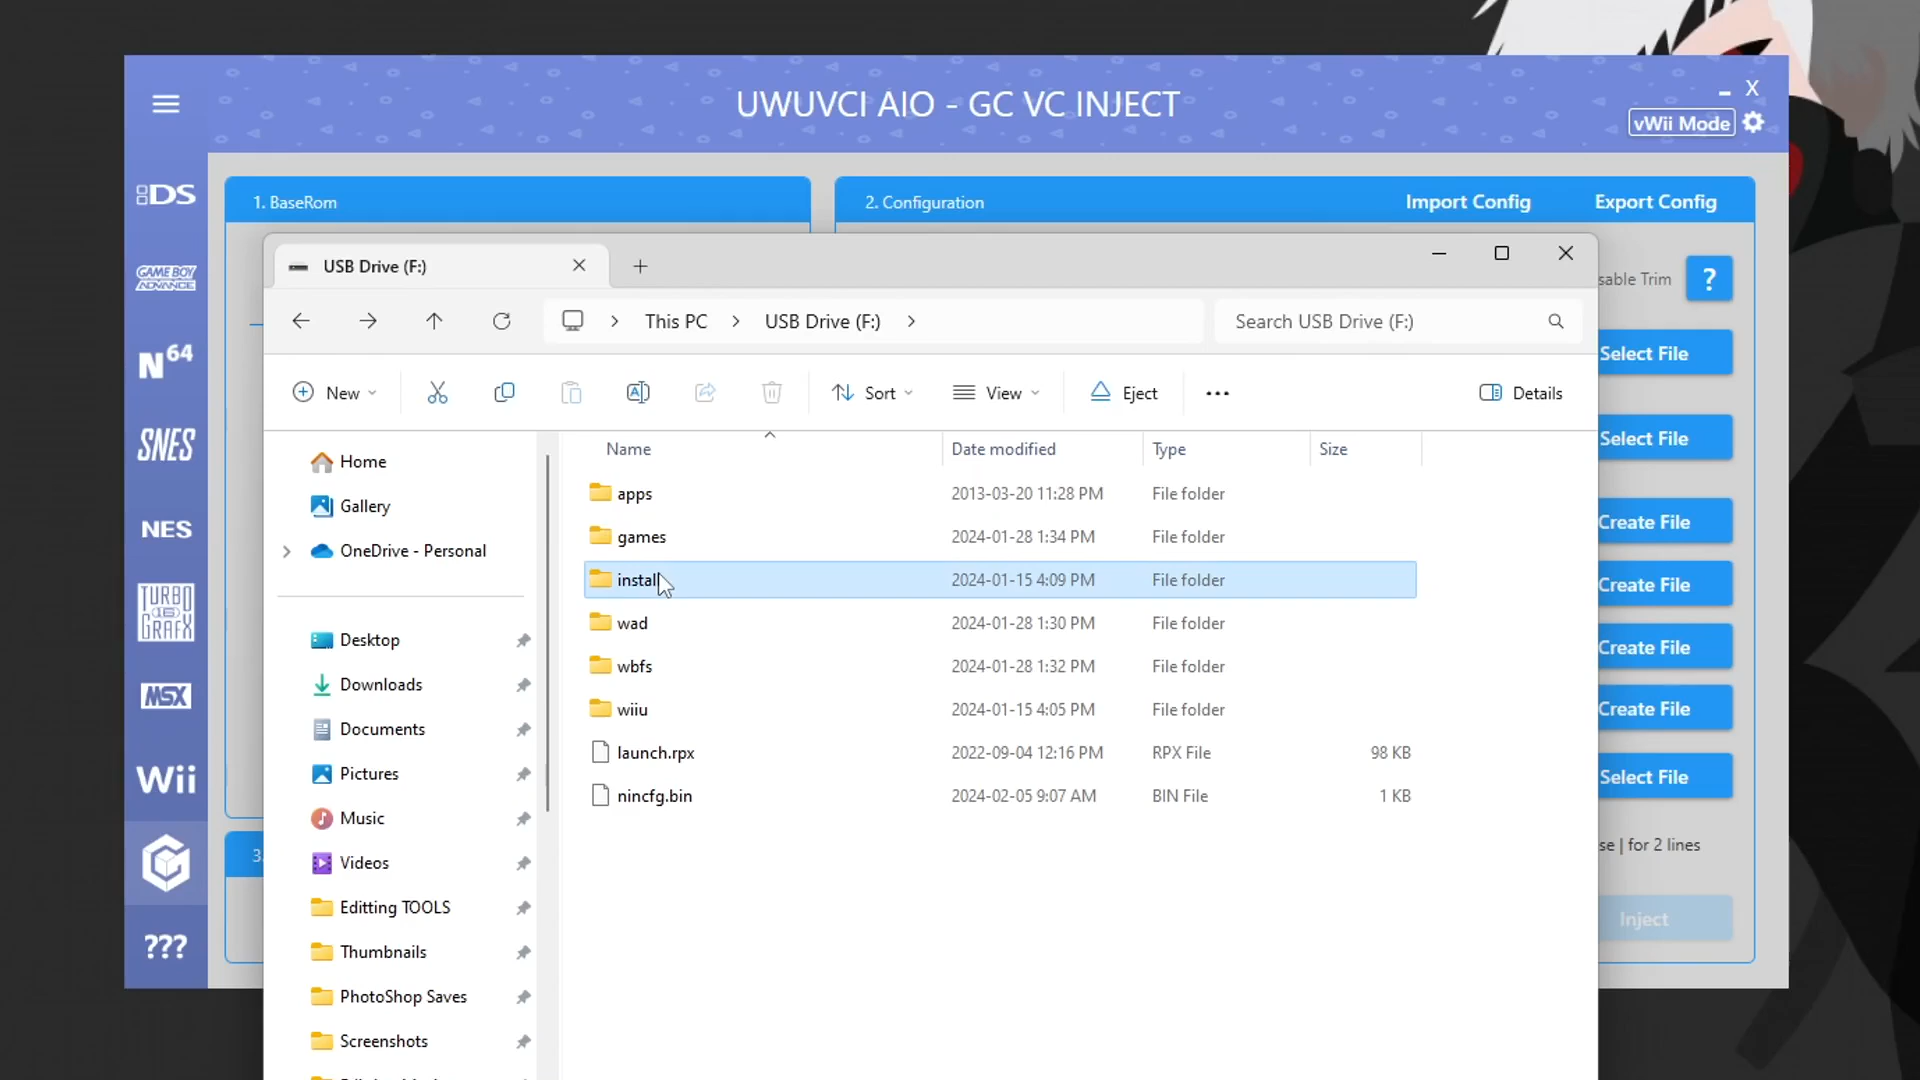 UWUVCI AIO - GC VC INJECT
X
vWii Mode
DS
GAME BOY ADVANCE
N64
SNES
NES
TURBO 16 GRAFX
MSX
Wii
???
1. BaseRom
2. Configuration
Import Config
Export Config
sable Trim
?
Select File
Select File
Create File
Create File
Create File
Create File
Select File
se | for 2 lines
Inject
3.
USB Drive (F:)
This PC
USB Drive (F:)
Search USB Drive (F:)
New
Sort
View
Eject
Details
Home
Gallery
OneDrive - Personal
Desktop
Downloads
Documents
Pictures
Music
Videos
Editting TOOLS
Thumbnails
PhotoShop Saves
Screenshots
Name Date modified Type Size
apps 2013-03-20 11:28 PM File folder
games 2024-01-28 1:34 PM File folder
install 2024-01-15 4:09 PM File folder
wad 2024-01-28 1:30 PM File folder
wbfs 2024-01-28 1:32 PM File folder
wiiu 2024-01-15 4:05 PM File folder
launch.rpx 2022-09-04 12:16 PM RPX File 98 KB
nincfg.bin 2024-02-05 9:07 AM BIN File 1 KB